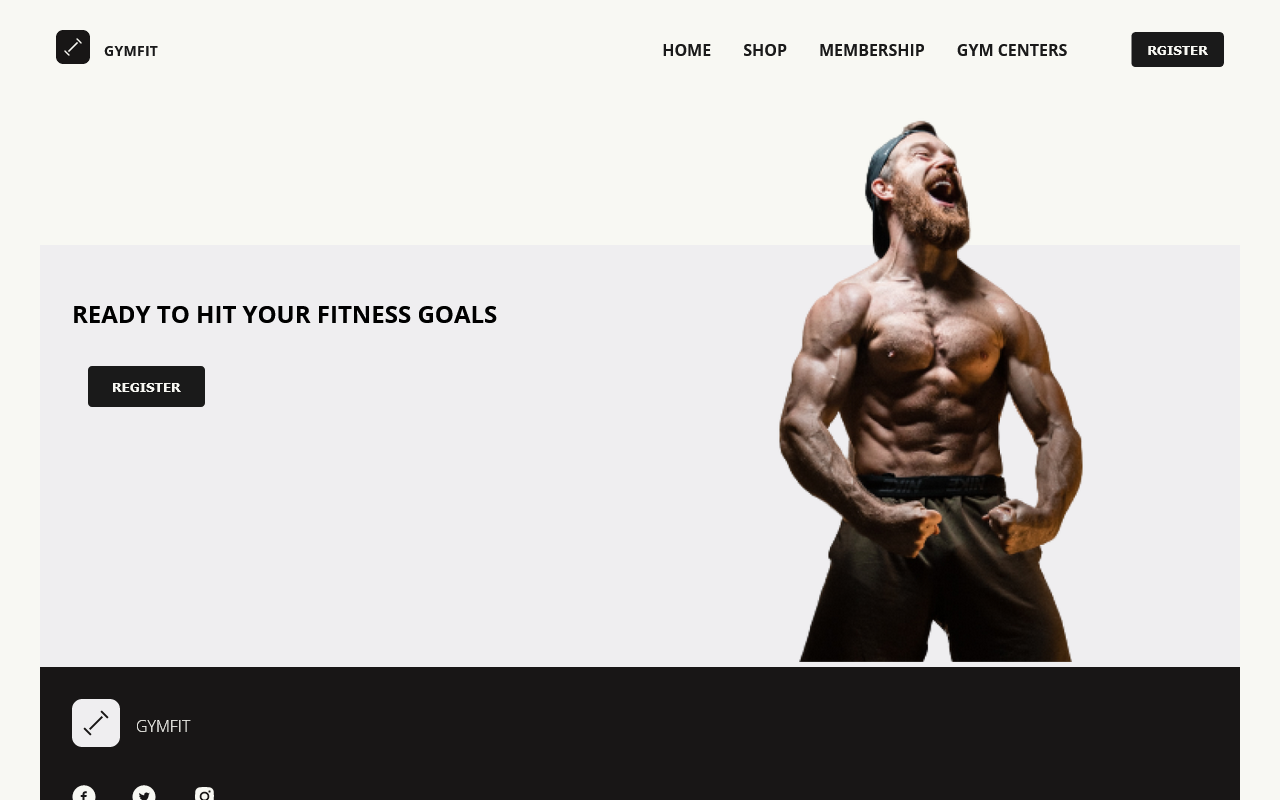 GYMFIT
HOME SHOP MEMBERSHIP GYM CENTERS RGISTER
READY TO HIT YOUR FITNESS GOALS
REGISTER
GYMFIT